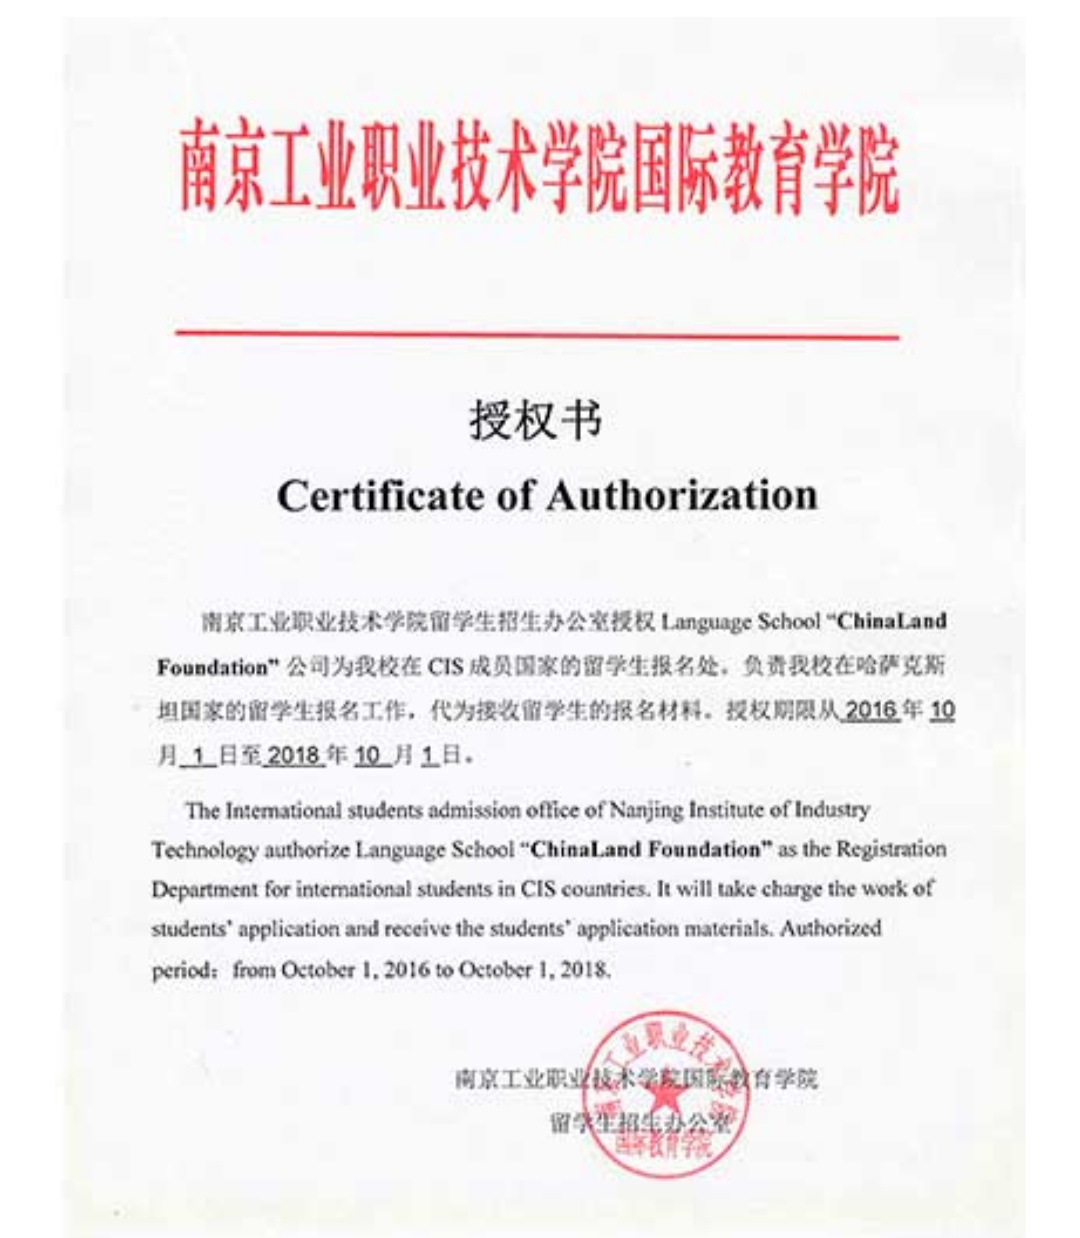 南京工业职业技术学院国际教育学院
授权书
Certificate of Authorization
南京工业职业技术学院留学生招生办公室授权 Language School “ChinaLand
Foundation” 公司为我校在 CIS 成员国家的留学生报名处。负责我校在哈萨克斯
坦国家的留学生报名工作，代为接收留学生的报名材料。授权期限从 2016 年 10
月 1 日至 2018 年 10 月 1 日。
The International students admission office of Nanjing Institute of Industry
Technology authorize Language School “ChinaLand Foundation” as the Registration
Department for international students in CIS countries. It will take charge the work of
students’ application and receive the students’ application materials. Authorized
period：from October 1, 2016 to October 1, 2018.
南京工业职业技术学院国际教育学院
留学生招生办公室
南京工业职业技术学院
国际教育学院